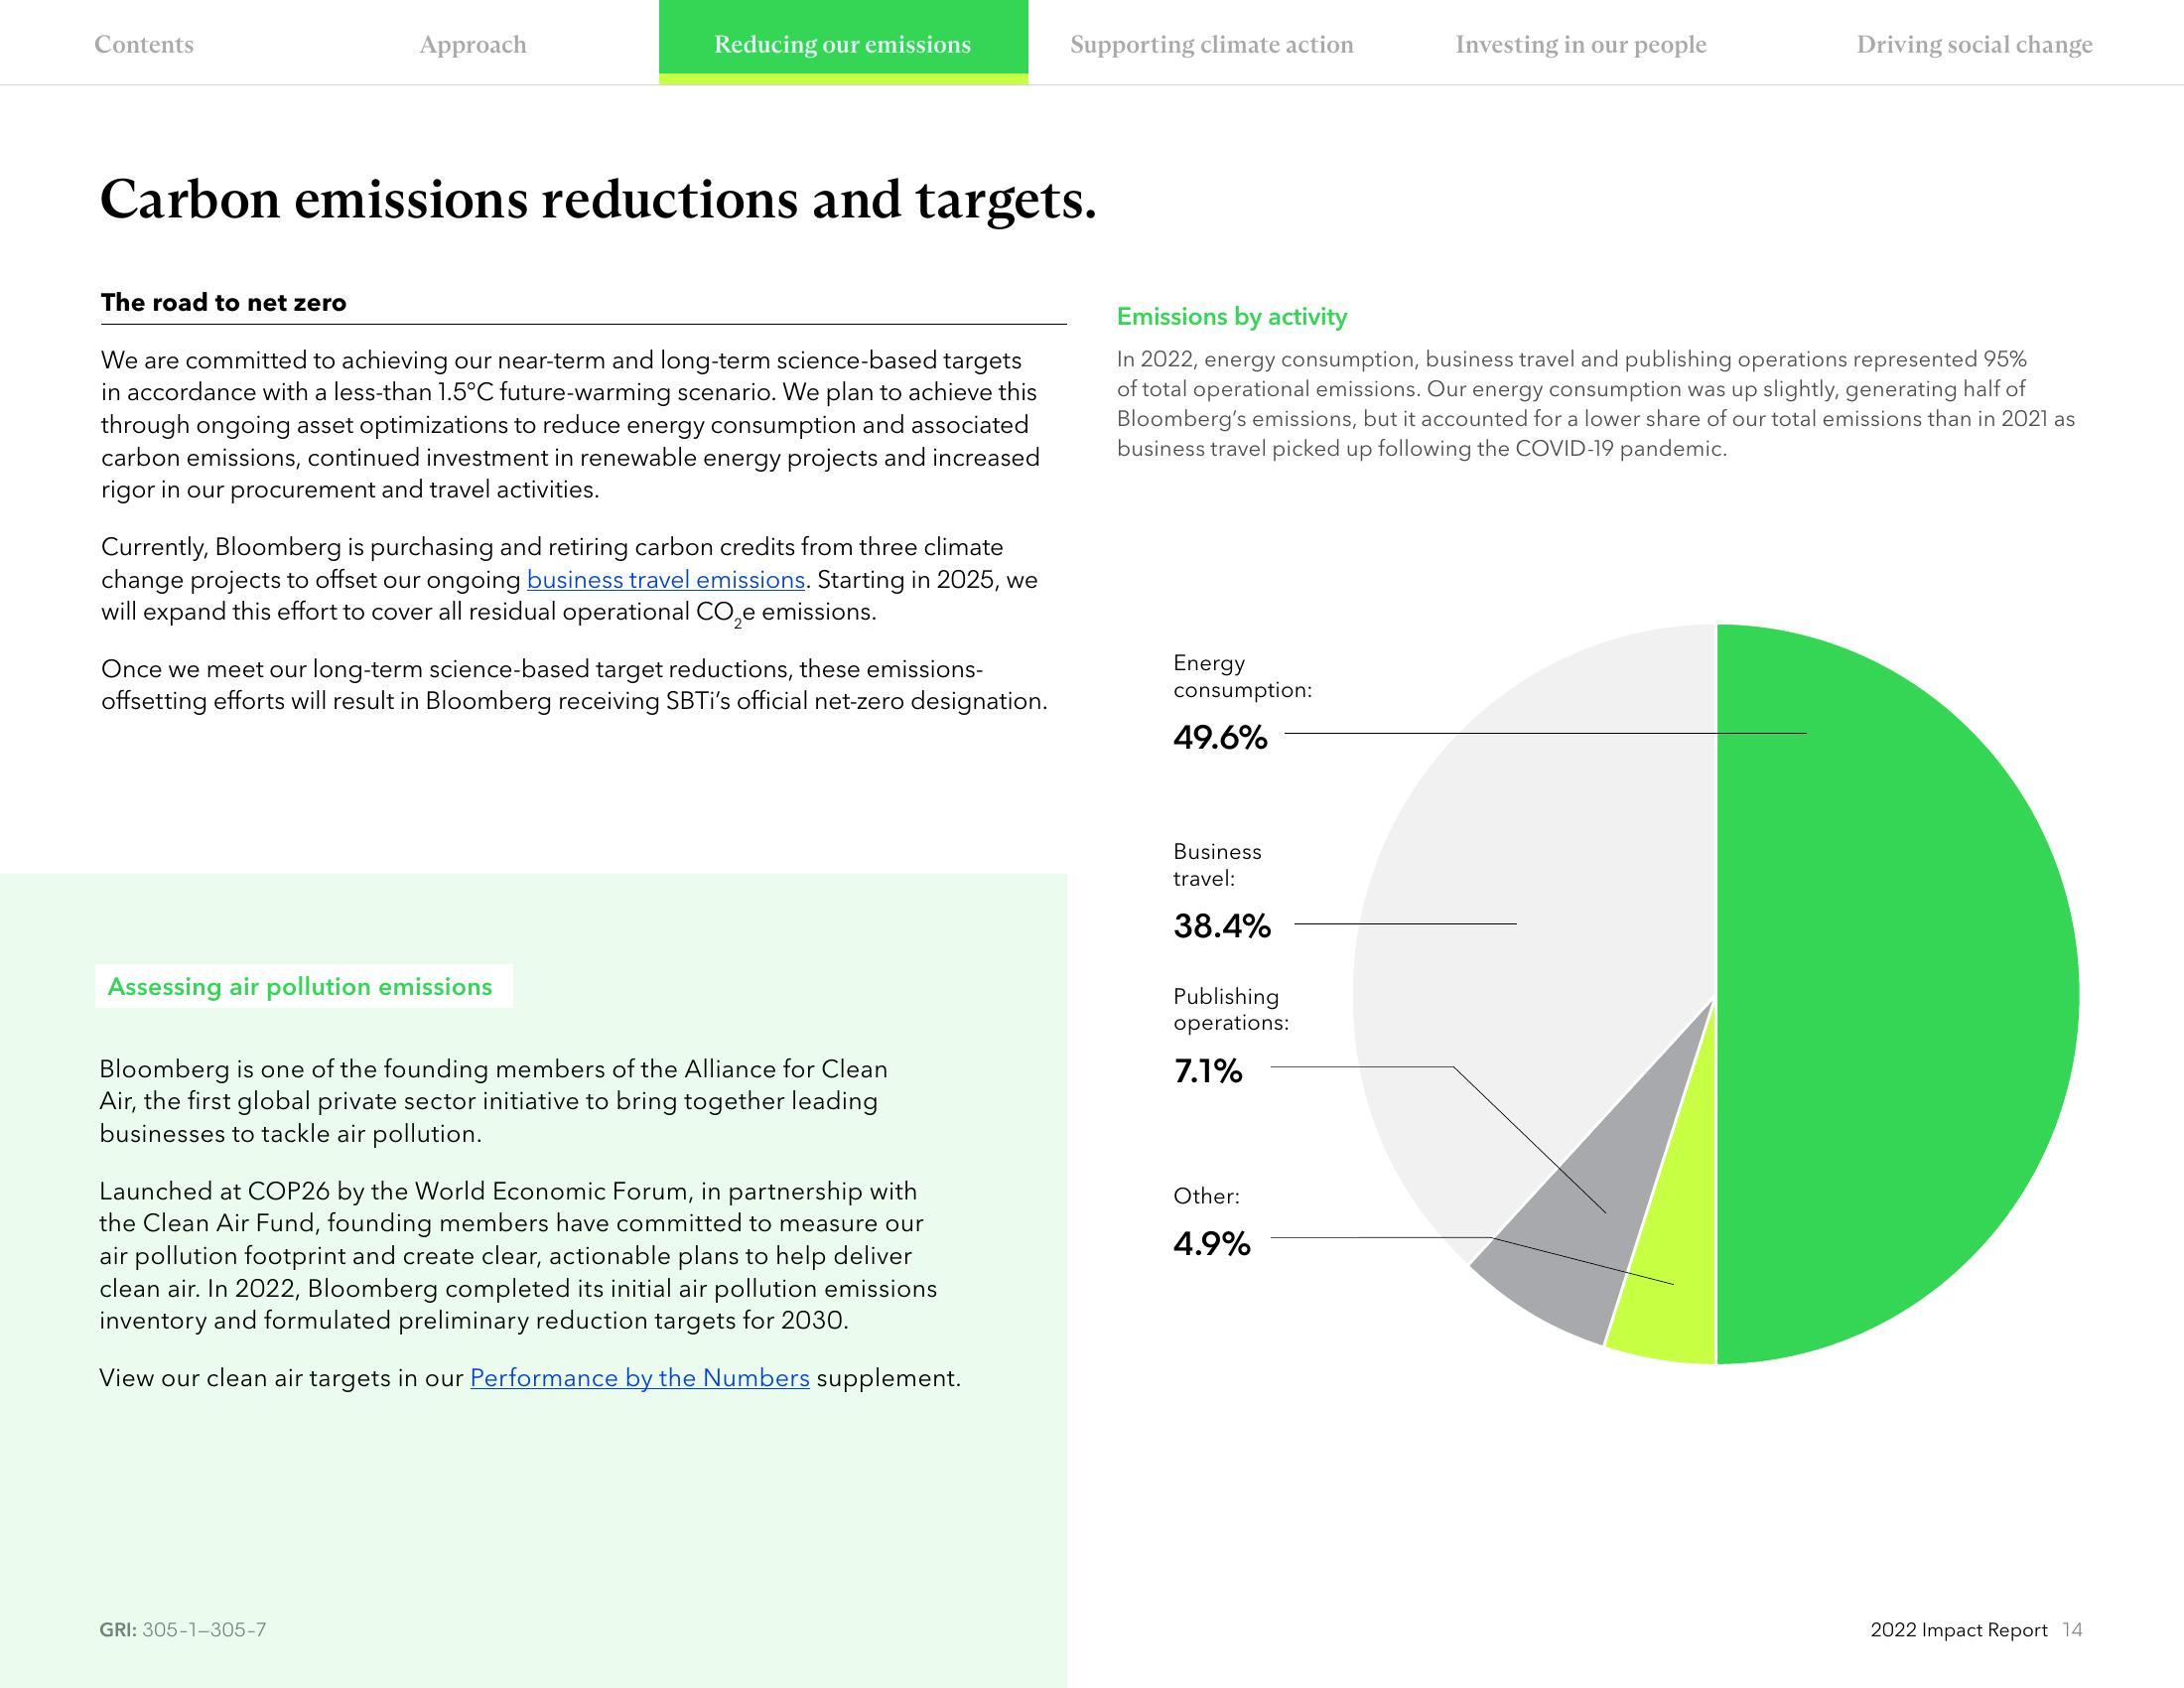 Contents
Approach
Reducing our emissions
Supporting climate action
Investing in our people
Driving social change
Carbon emissions reductions and targets.
The road to net zero
We are committed to achieving our near-term and long-term science-based targets
in accordance with a less-than 1.5°C future-warming scenario. We plan to achieve this
through ongoing asset optimizations to reduce energy consumption and associated
carbon emissions, continued investment in renewable energy projects and increased
rigor in our procurement and travel activities.
Currently, Bloomberg is purchasing and retiring carbon credits from three climate
change projects to offset our ongoing business travel emissions. Starting in 2025, we
will expand this effort to cover all residual operational CO₂e emissions.
Once we meet our long-term science-based target reductions, these emissions-
offsetting efforts will result in Bloomberg receiving SBTi’s official net-zero designation.
Assessing air pollution emissions
Bloomberg is one of the founding members of the Alliance for Clean
Air, the first global private sector initiative to bring together leading
businesses to tackle air pollution.
Launched at COP26 by the World Economic Forum, in partnership with
the Clean Air Fund, founding members have committed to measure our
air pollution footprint and create clear, actionable plans to help deliver
clean air. In 2022, Bloomberg completed its initial air pollution emissions
inventory and formulated preliminary reduction targets for 2030.
View our clean air targets in our Performance by the Numbers supplement.
Emissions by activity
In 2022, energy consumption, business travel and publishing operations represented 95%
of total operational emissions. Our energy consumption was up slightly, generating half of
Bloomberg’s emissions, but it accounted for a lower share of our total emissions than in 2021 as
business travel picked up following the COVID-19 pandemic.
Energy
consumption:
49.6%
Business
travel:
38.4%
Publishing
operations:
7.1%
Other:
4.9%
GRI: 305-1–305-7
2022 Impact Report 14